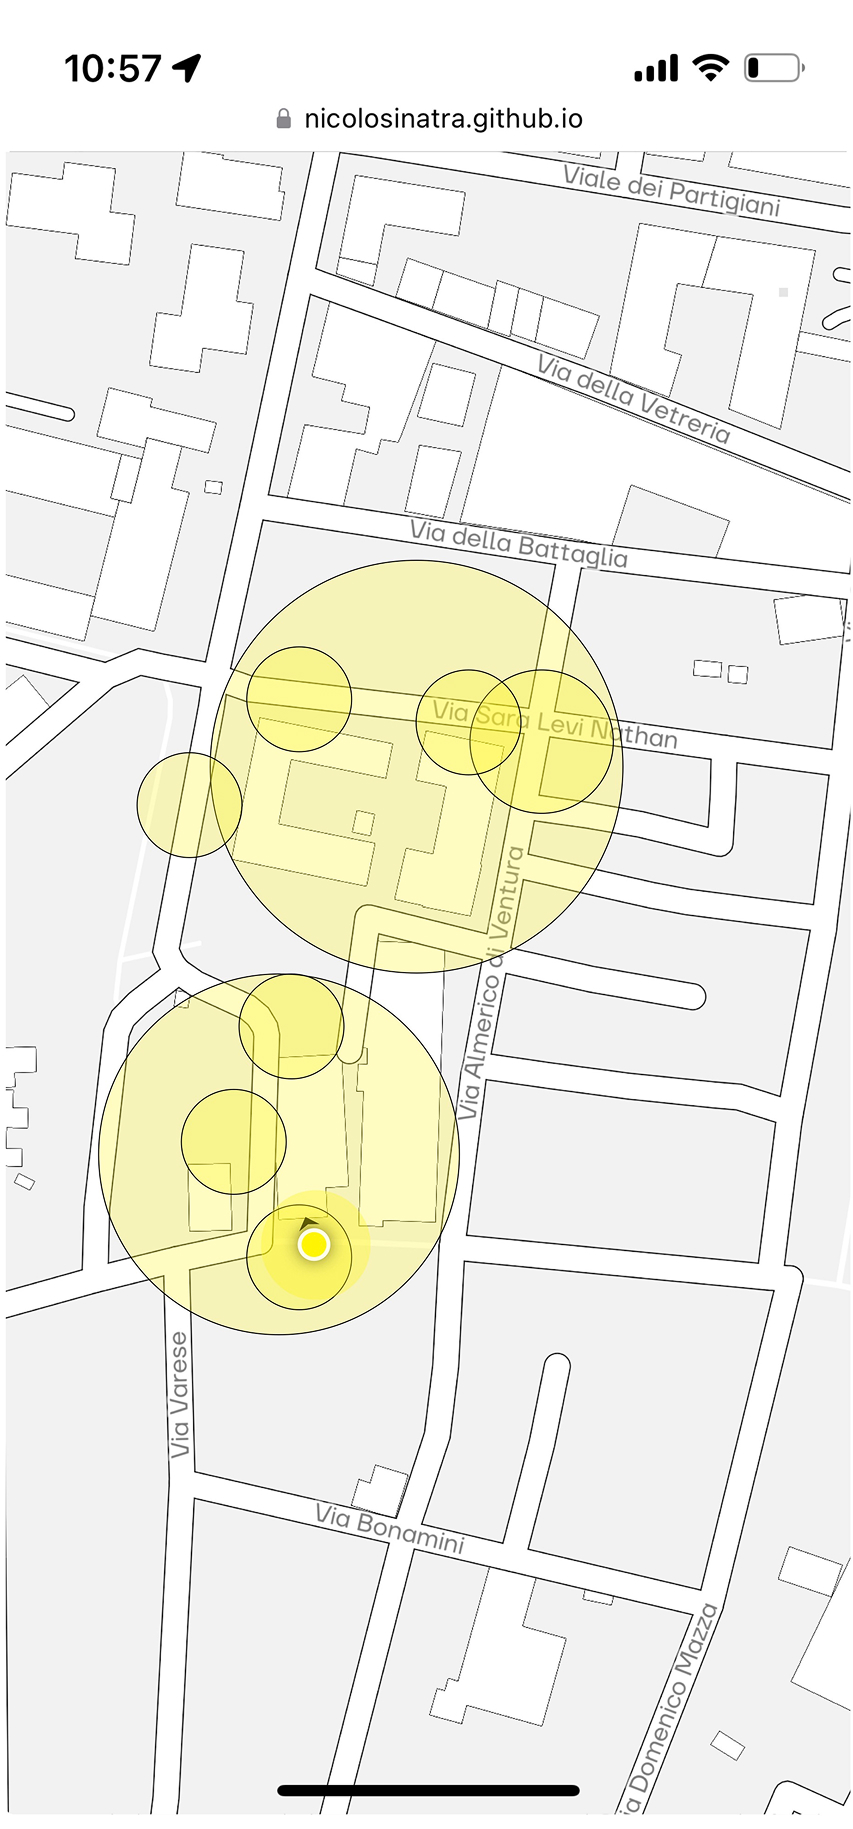 10:57
nicolosinatra.github.io
Viale dei Partigiani
Via della Vetreria
Via della Battaglia
Via Sara Levi Nathan
Via Almerico di Ventura
Via Varese
Via Bonamini
ia Domenico Mazza